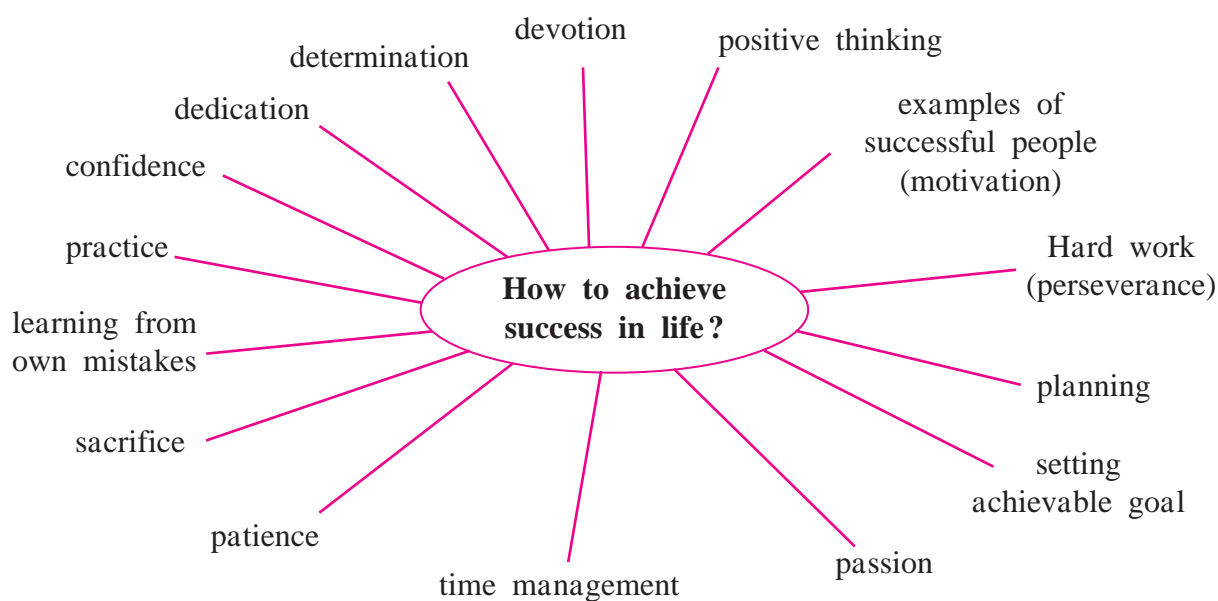 devotion
positive thinking
determination
examples of
successful people
(motivation)
dedication
confidence
practice
Hard work
(perseverance)
How to achieve
success in life?
learning from
own mistakes
planning
sacrifice
setting
achievable goal
patience
passion
time management